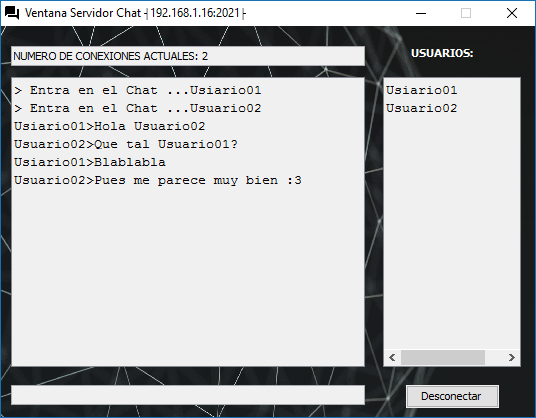 Ventana Servidor Chat ┤192.168.1.16:2021├
NUMERO DE CONEXIONES ACTUALES: 2
USUARIOS:
> Entra en el Chat ...Usiario01
> Entra en el Chat ...Usuario02
Usiario01>Hola Usuario02
Usuario02>Que tal Usuario01?
Usiario01>Blablabla
Usuario02>Pues me parece muy bien :3
Usiario01
Usuario02
Desconectar